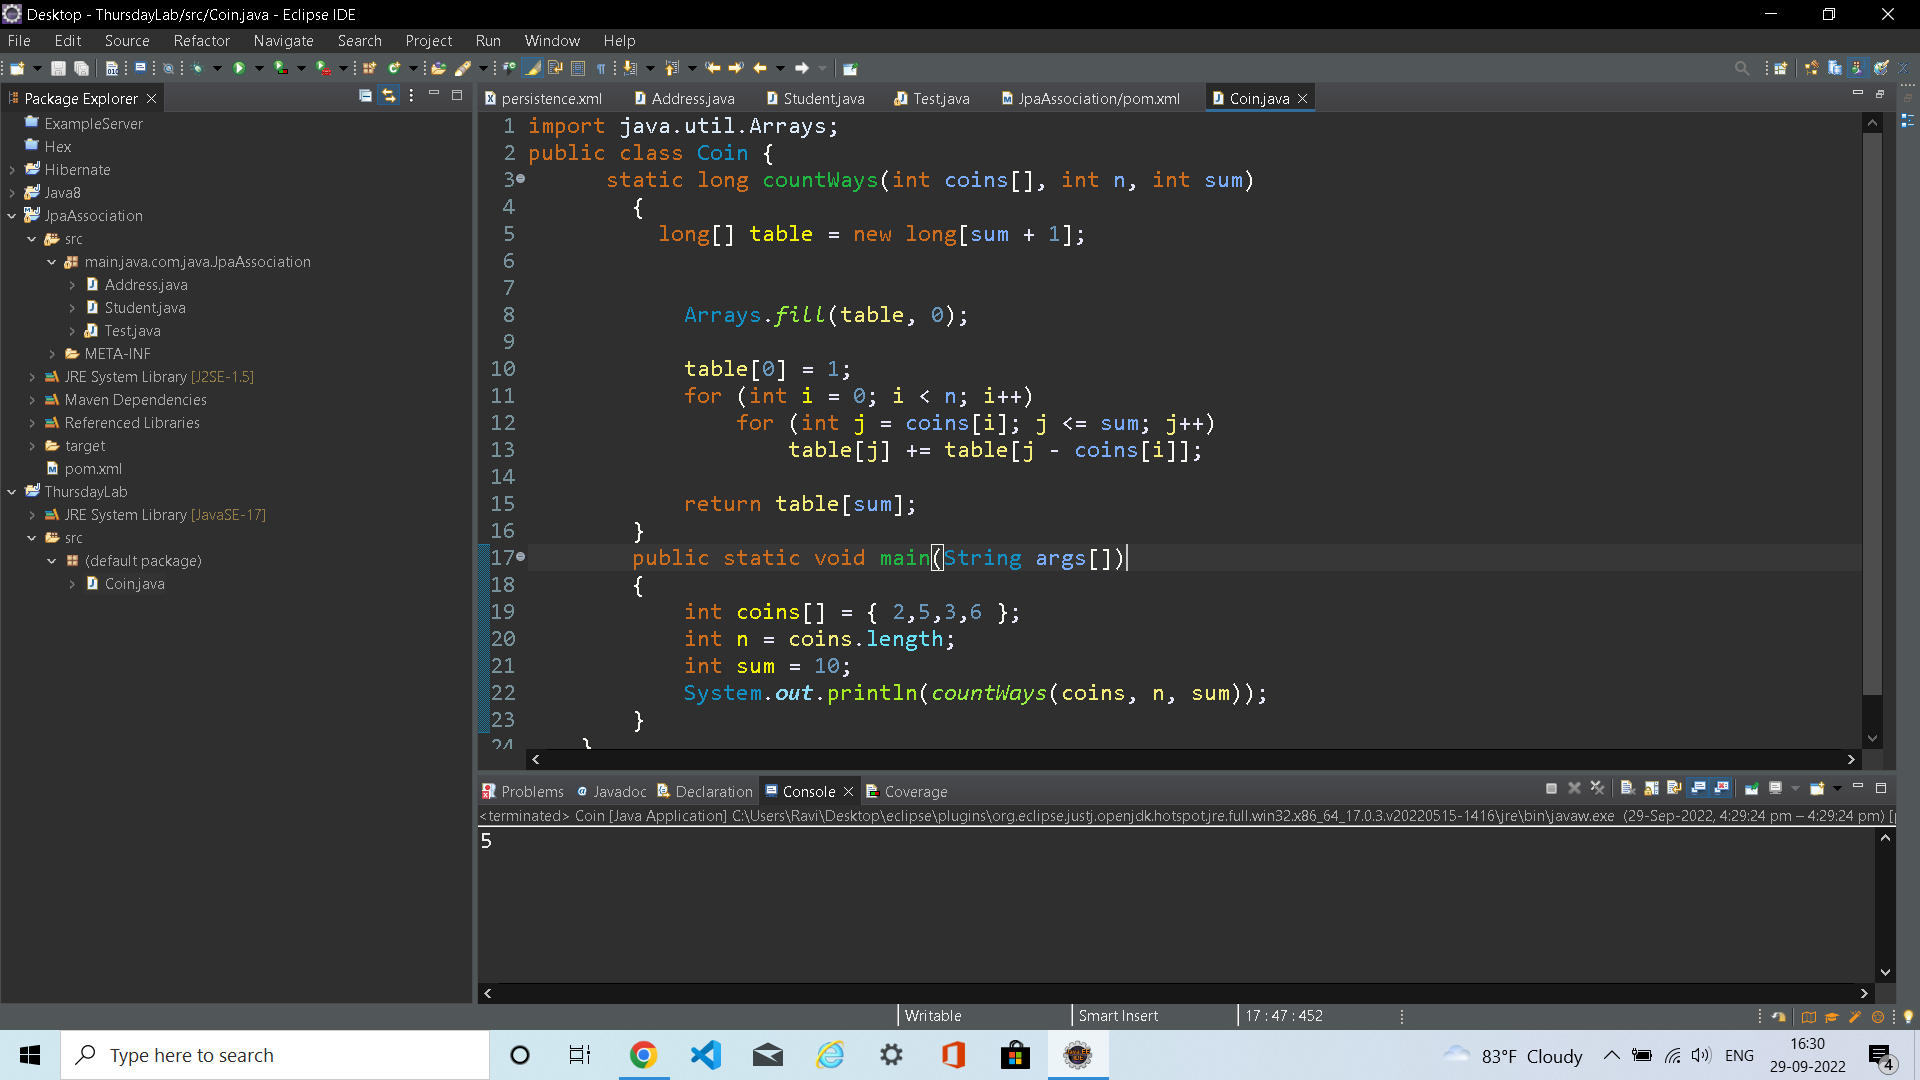 Desktop - ThursdayLab/src/Coin.java - Eclipse IDE
File Edit Source Refactor Navigate Search Project Run Window Help
Package Explorer
ExampleServer
Hex
Hibernate
Java8
JpaAssociation
src
main.java.com.java.JpaAssociation
Address.java
Student.java
Test.java
META-INF
JRE System Library [J2SE-1.5]
Maven Dependencies
Referenced Libraries
target
pom.xml
ThursdayLab
JRE System Library [JavaSE-17]
src
(default package)
Coin.java
persistence.xml Address.java Student.java Test.java JpaAssociation/pom.xml Coin.java
1 import java.util.Arrays;
2 public class Coin {
3 static long countWays(int coins[], int n, int sum)
4 {
5 long[] table = new long[sum + 1];
6
7
8 Arrays.fill(table, 0);
9
10 table[0] = 1;
11 for (int i = 0; i < n; i++)
12 for (int j = coins[i]; j <= sum; j++)
13 table[j] += table[j - coins[i]];
14
15 return table[sum];
16 }
17 public static void main(String args[])
18 {
19 int coins[] = { 2,5,3,6 };
20 int n = coins.length;
21 int sum = 10;
22 System.out.println(countWays(coins, n, sum));
23 }
24 }
Problems Javadoc Declaration Console Coverage
<terminated> Coin [Java Application] C:\Users\Ravi\Desktop\eclipse\plugins\org.eclipse.justj.openjdk.hotspot.jre.full.win32.x86_64_17.0.3.v20220515-1416\jre\bin\javaw.exe (29-Sep-2022, 4:29:24 pm – 4:29:24 pm) [
5
Writable Smart Insert 17 : 47 : 452
Type here to search
83°F Cloudy
ENG
16:30
29-09-2022
4